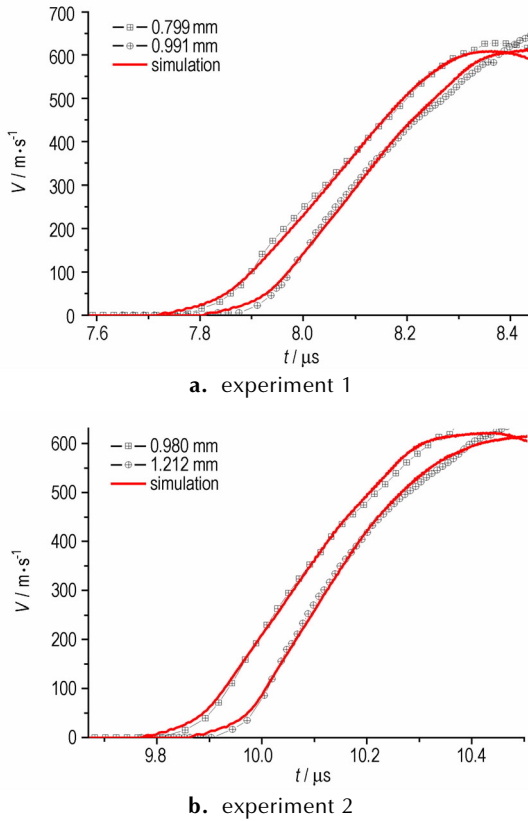 700
600
500
400
300
200
100
0
V / m·s⁻¹
0.799 mm
0.991 mm
simulation
7.6 7.8 8.0 8.2 8.4
t / μs
a. experiment 1
600
500
400
300
200
100
0
V / m·s⁻¹
0.980 mm
1.212 mm
simulation
9.8 10.0 10.2 10.4
t / μs
b. experiment 2